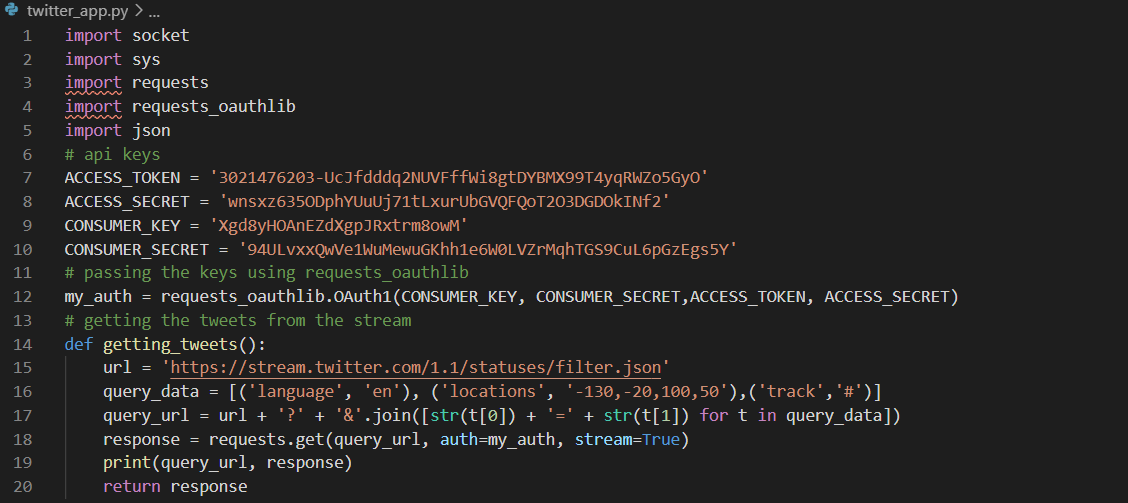 twitter_app.py > ...
1 import socket
2 import sys
3 import requests
4 import requests_oauthlib
5 import json
6 # api keys
7 ACCESS_TOKEN = '3021476203-UcJfdddq2NUVFffWi8gtDYBMX99T4yqRWZo5GyO'
8 ACCESS_SECRET = 'wnsxz635ODphYUuUj71tLxurUbGVQFQoT2O3DGDOkINf2'
9 CONSUMER_KEY = 'Xgd8yHOAnEZdXgpJRxtrm8owM'
10 CONSUMER_SECRET = '94ULvxxQwVe1WuMewuGKhh1e6W0LVZrMqhTGS9CuL6pGzEgs5Y'
11 # passing the keys using requests_oauthlib
12 my_auth = requests_oauthlib.OAuth1(CONSUMER_KEY, CONSUMER_SECRET,ACCESS_TOKEN, ACCESS_SECRET)
13 # getting the tweets from the stream
14 def getting_tweets():
15     url = 'https://stream.twitter.com/1.1/statuses/filter.json'
16     query_data = [('language', 'en'), ('locations', '-130,-20,100,50'),('track','#')]
17     query_url = url + '?' + '&'.join([str(t[0]) + '=' + str(t[1]) for t in query_data])
18     response = requests.get(query_url, auth=my_auth, stream=True)
19     print(query_url, response)
20     return response